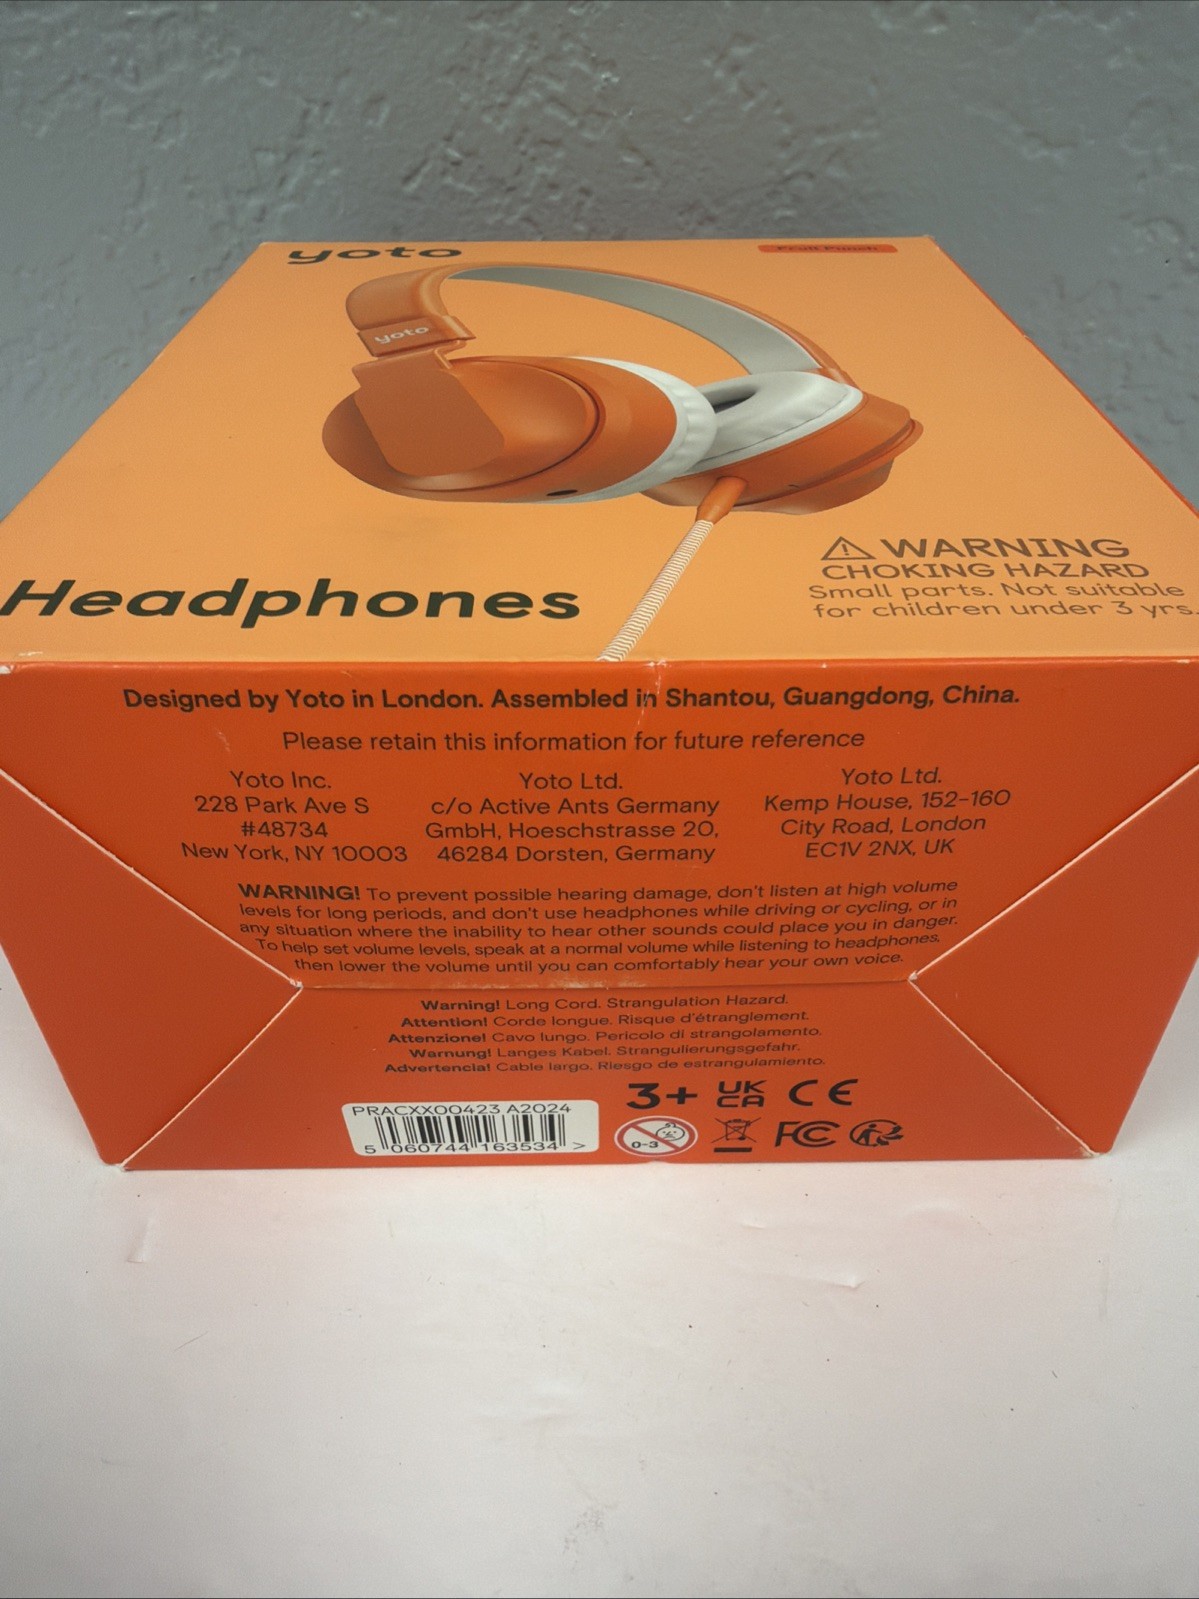 yoto
Fruit Punch
yoto
WARNING
CHOKING HAZARD
Small parts. Not suitable
for children under 3 yrs.
Headphones
Designed by Yoto in London. Assembled in Shantou, Guangdong, China.
Please retain this information for future reference
Yoto Inc.
228 Park Ave S
#48734
New York, NY 10003
Yoto Ltd.
c/o Active Ants Germany
GmbH, Hoeschstrasse 20,
46284 Dorsten, Germany
Yoto Ltd.
Kemp House, 152-160
City Road, London
EC1V 2NX, UK
WARNING! To prevent possible hearing damage, don't listen at high volume
levels for long periods, and don't use headphones while driving or cycling, or in
any situation where the inability to hear other sounds could place you in danger.
To help set volume levels, speak at a normal volume while listening to headphones,
then lower the volume until you can comfortably hear your own voice.
Warning! Long Cord. Strangulation Hazard.
Attention! Corde longue. Risque d'étranglement.
Attenzione! Cavo lungo. Pericolo di strangolamento.
Warnung! Langes Kabel. Strangulierungsgefahr.
Advertencia! Cable largo. Riesgo de estrangulamiento.
3+ UK CA CE
PRACXX00423 A2024
5 060744 163534 >
0-3
FC